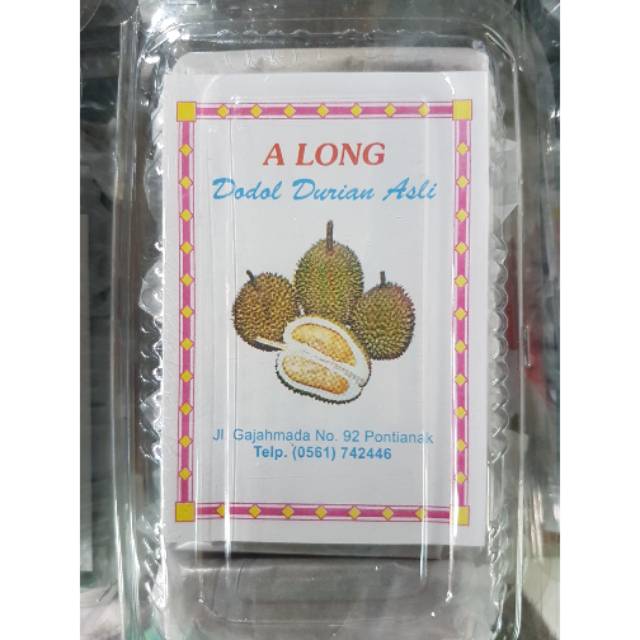 A LONG
Dodol Durian Asli
Jl. Gajahmada No. 92 Pontianak
Telp. (0561) 742446